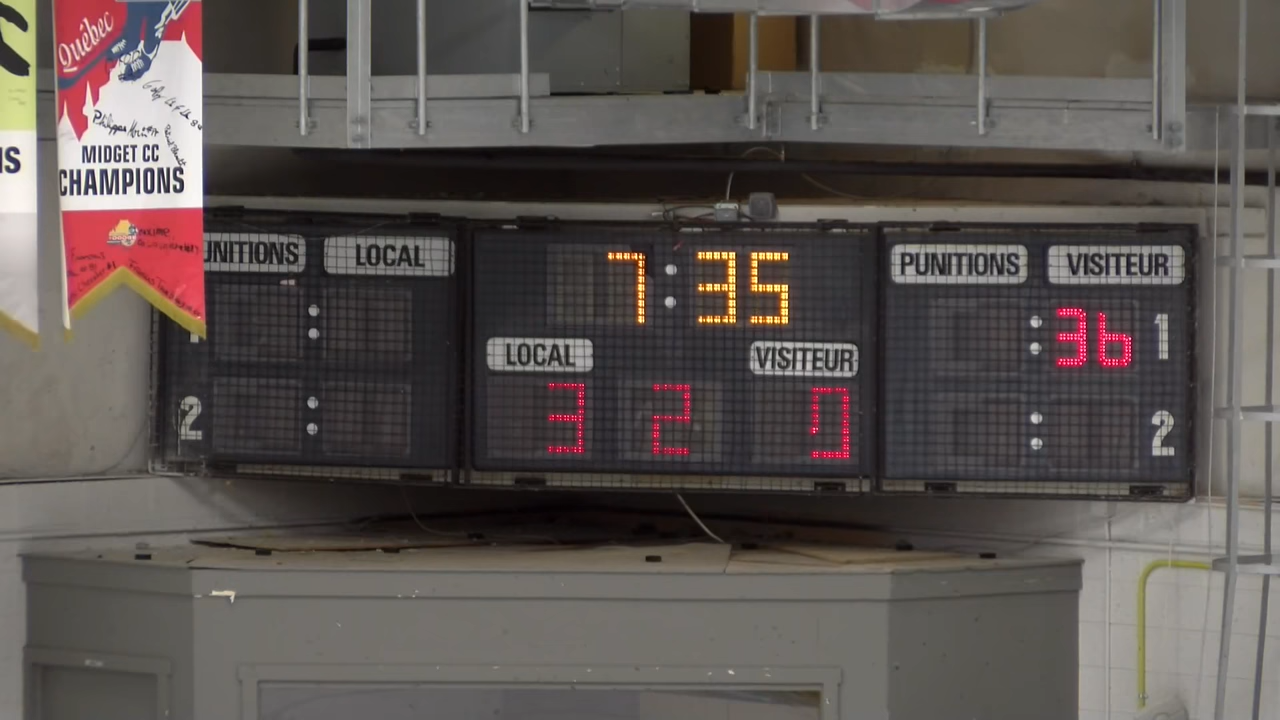 Québec
MIDGET CC
CHAMPIONS
NS
UNITIONS LOCAL
7:35
PUNITIONS VISITEUR
: 36 1
LOCAL VISITEUR
3 2 0
2
2